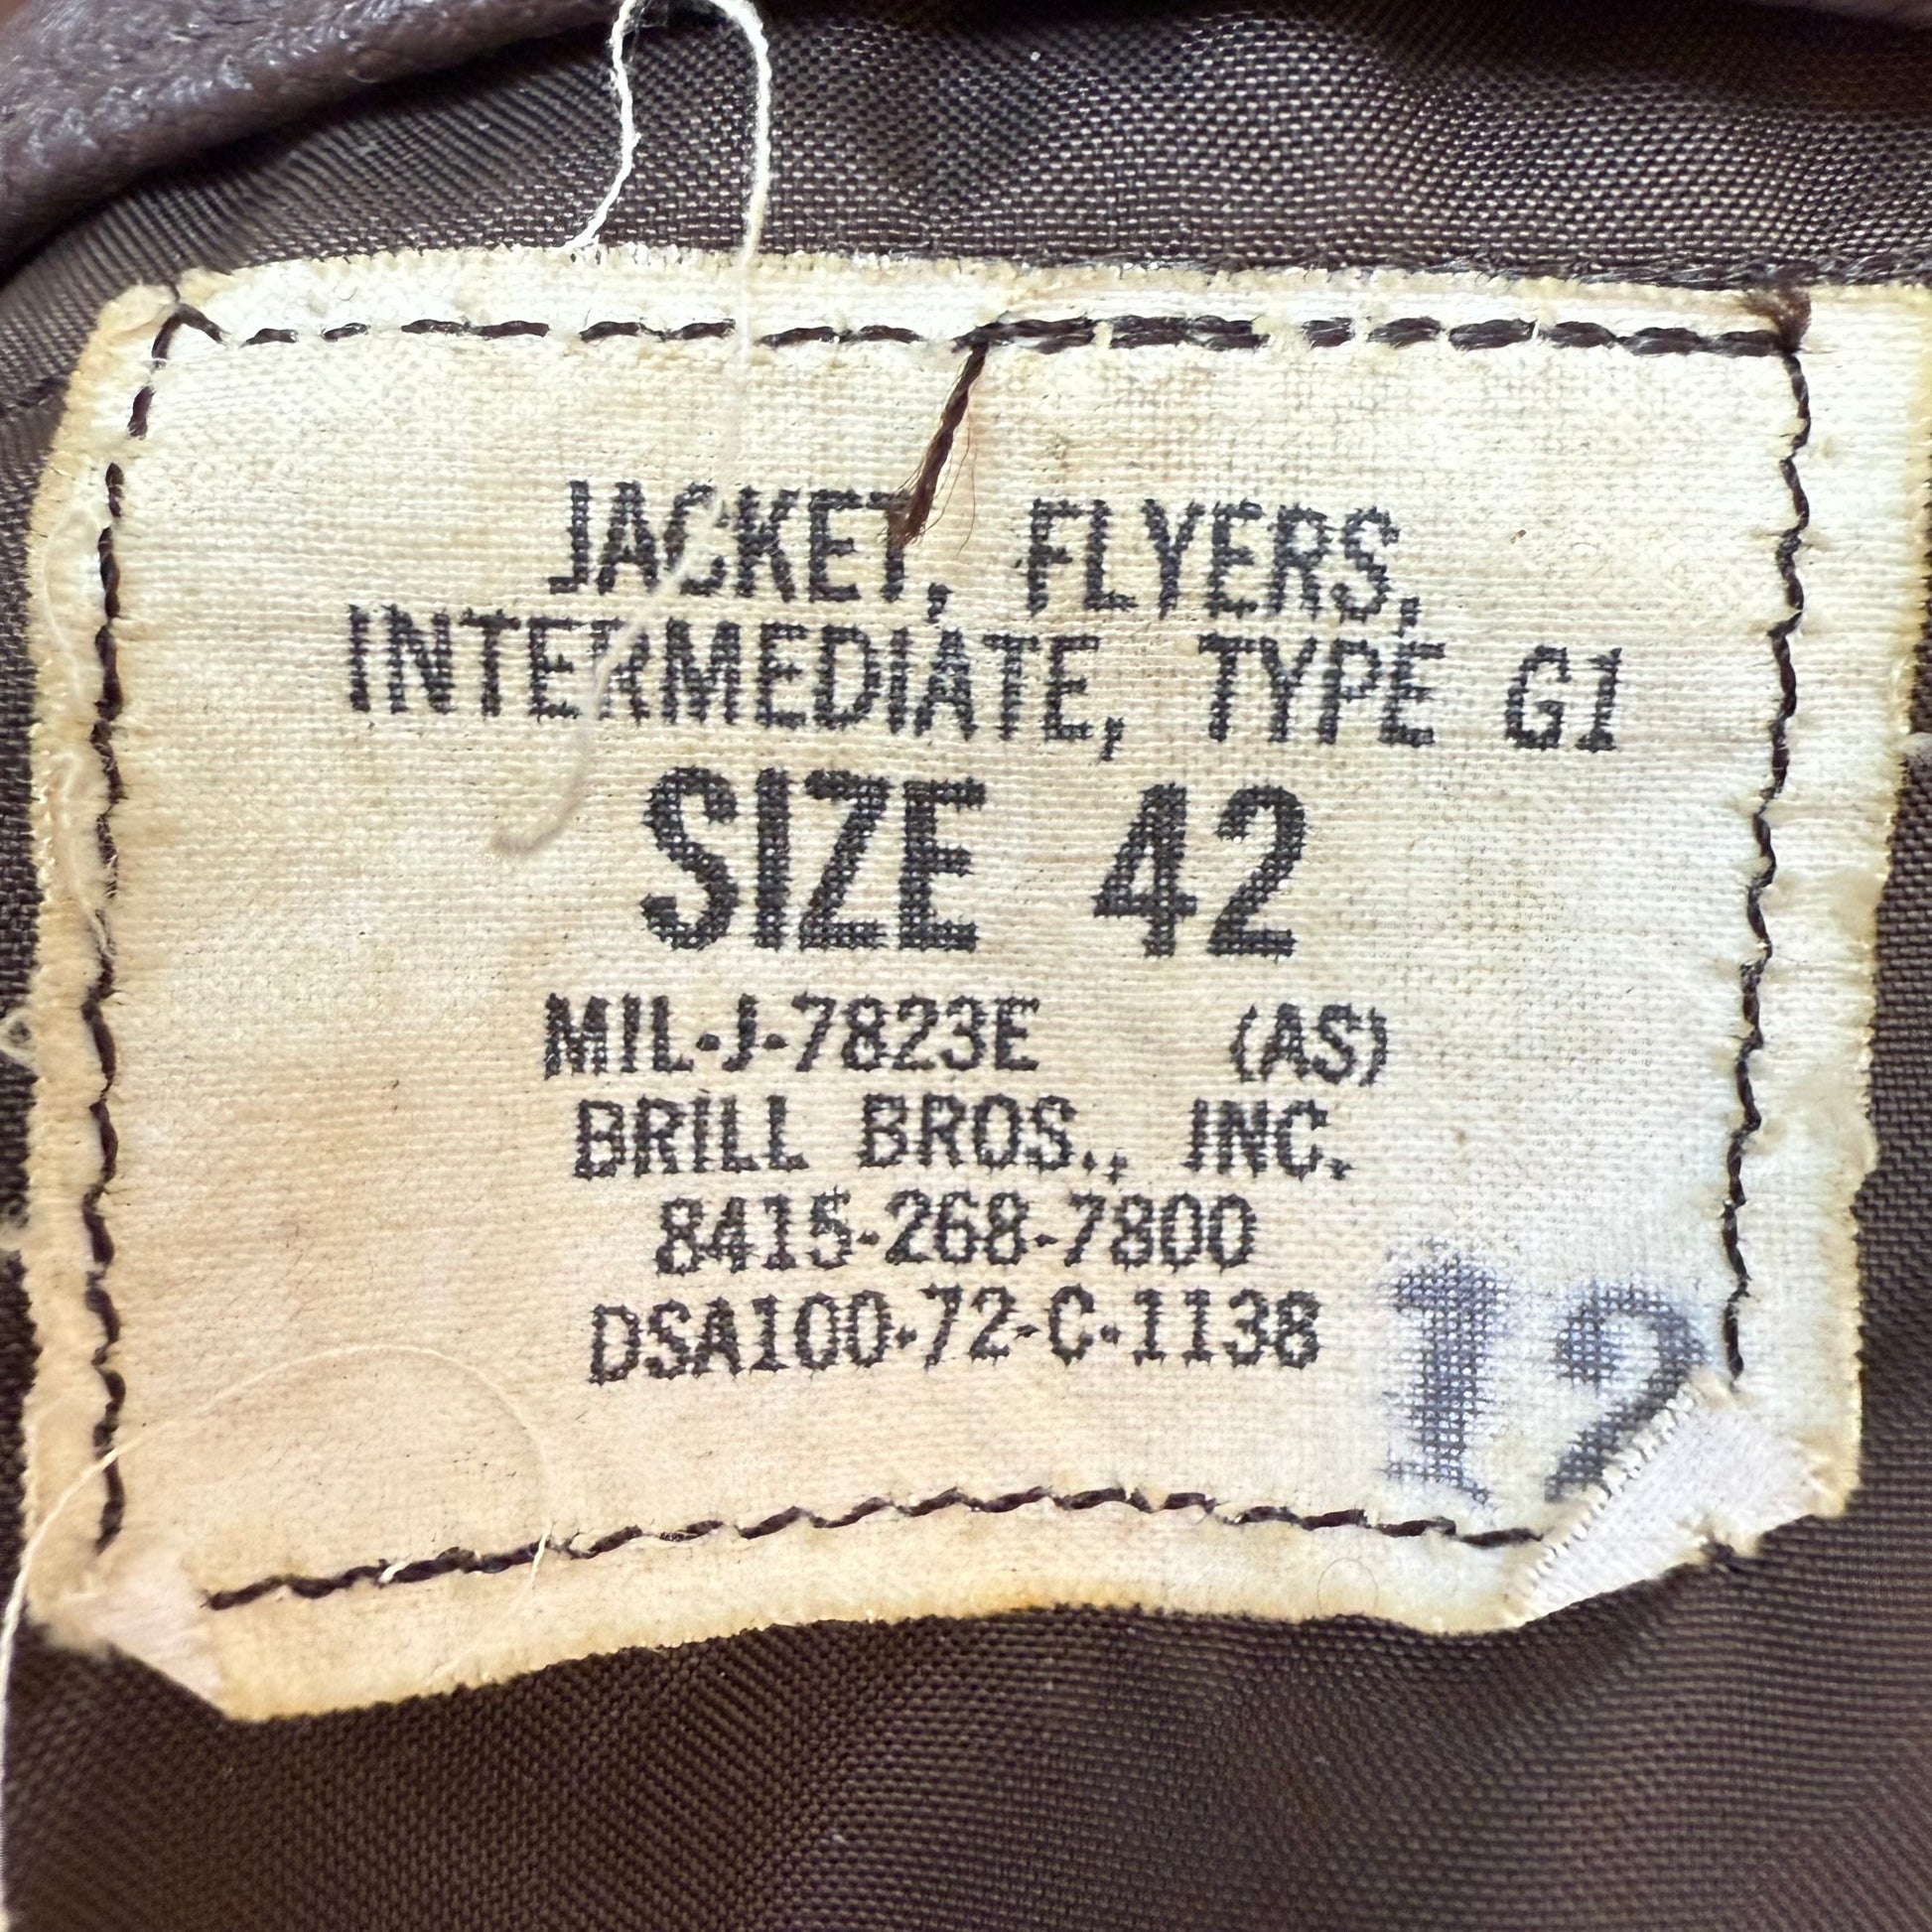 JACKET, FLYERS,
INTERMEDIATE, TYPE G1
SIZE 42
MIL-J-7823E (AS)
BRILL BROS., INC.
8415-268-7800
DSA100-72-C-1138